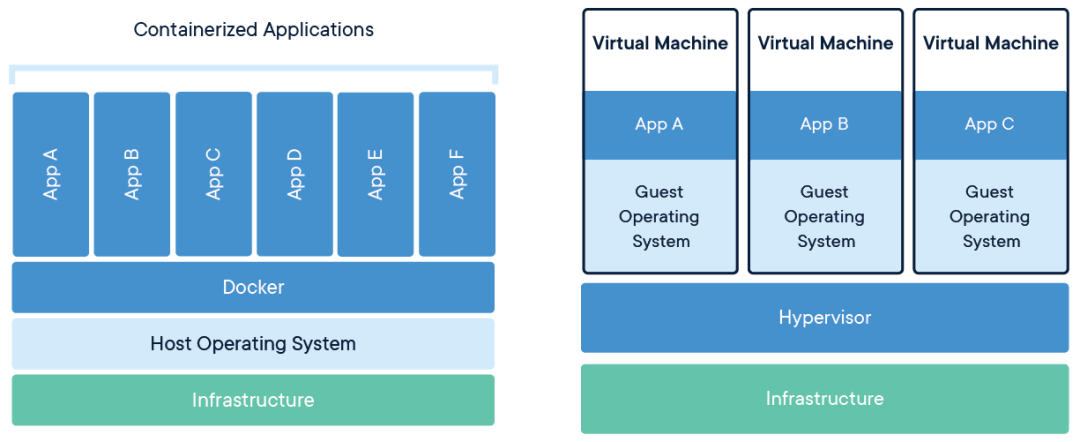 Containerized Applications
App A
App B
App C
App D
App E
App F
Docker
Host Operating System
Infrastructure
Virtual Machine
App A
Guest
Operating
System
Virtual Machine
App B
Guest
Operating
System
Virtual Machine
App C
Guest
Operating
System
Hypervisor
Infrastructure